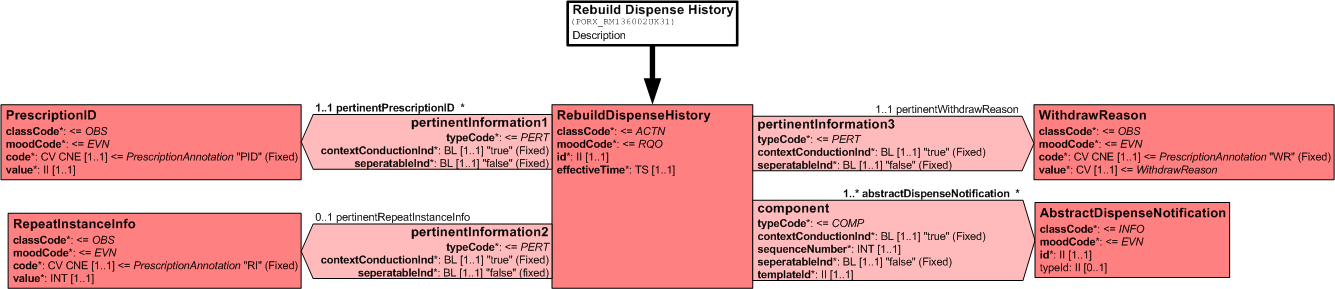 Rebuild Dispense History
(PORX_RM136002UK31)
Description
PrescriptionID
classCode*: <= OBS
moodCode*: <= EVN
code*: CV CNE [1..1] <= PrescriptionAnnotation "PID" (Fixed)
value*: II [1..1]
1..1 pertinentPrescriptionID *
pertinentInformation1
typeCode*: <= PERT
contextConductionInd*: BL [1..1] "true" (Fixed)
seperatableInd*: BL [1..1] "false" (Fixed)
RebuildDispenseHistory
classCode*: <= ACTN
moodCode*: <= RQO
id*: II [1..1]
effectiveTime*: TS [1..1]
1..1 pertinentWithdrawReason
pertinentInformation3
typeCode*: <= PERT
contextConductionInd*: BL [1..1] "true" (Fixed)
seperatableInd*: BL [1..1] "false" (Fixed)
WithdrawReason
classCode*: <= OBS
moodCode*: <= EVN
code*: CV CNE [1..1] <= PrescriptionAnnotation "WR" (Fixed)
value*: CV [1..1] <= WithdrawReason
RepeatInstanceInfo
classCode*: <= OBS
moodCode*: <= EVN
code*: CV CNE [1..1] <= PrescriptionAnnotation "RI" (Fixed)
value*: INT [1..1]
0..1 pertinentRepeatInstanceInfo
pertinentInformation2
typeCode*: <= PERT
contextConductionInd*: BL [1..1] "true" (Fixed)
seperatableInd*: BL [1..1] "false" (fixed)
1..* abstractDispenseNotification *
component
typeCode*: <= COMP
contextConductionInd*: BL [1..1] "true" (Fixed)
sequenceNumber*: INT [1..1]
seperatableInd*: BL [1..1] "false" (Fixed)
templateId*: II [1..1]
AbstractDispenseNotification
classCode*: <= INFO
moodCode*: <= EVN
id*: II [1..1]
typeId: II [0..1]